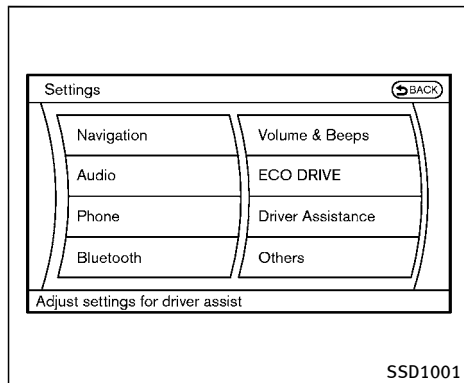 Settings BACK
Navigation Volume & Beeps
Audio ECO DRIVE
Phone Driver Assistance
Bluetooth Others
Adjust settings for driver assist
SSD1001